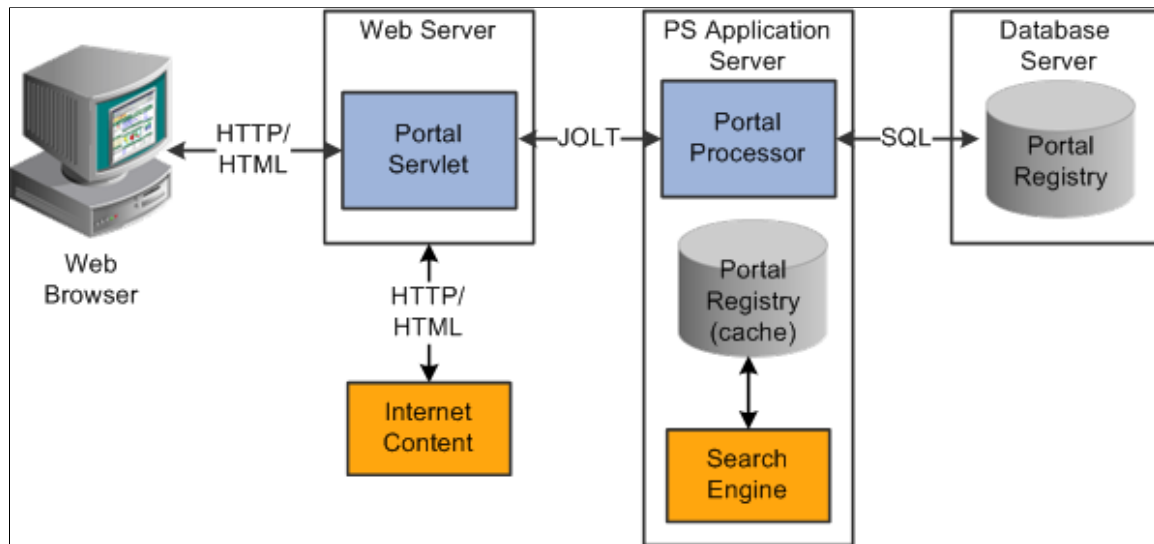 Web Server
PS Application
Server
Database
Server
Portal
Servlet
Portal
Processor
Portal
Registry
HTTP/
HTML
JOLT
SQL
Web
Browser
HTTP/
HTML
Portal
Registry
(cache)
Internet
Content
Search
Engine